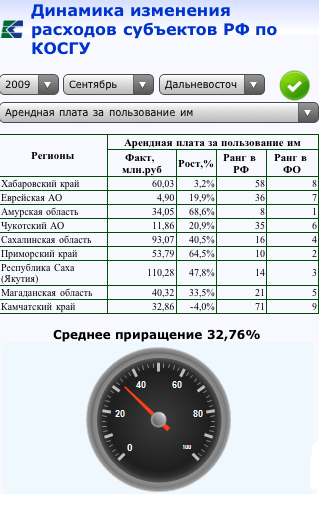 Динамика изменения
расходов субъектов РФ по
КОСГУ
2009 Сентябрь Дальневосточ
Арендная плата за пользование им
Регионы Арендная плата за пользование им
Факт, млн.руб Рост,% Ранг в РФ Ранг в ФО
Хабаровский край 60,03 3,2% 58 8
Еврейская АО 4,90 19,9% 36 7
Амурская область 34,05 68,6% 8 1
Чукотский АО 11,86 20,9% 35 6
Сахалинская область 93,07 40,5% 16 4
Приморский край 53,79 64,5% 10 2
Республика Саха
(Якутия) 110,28 47,8% 14 3
Магаданская область 40,32 33,5% 21 5
Камчатский край 32,86 -4,0% 71 9
Среднее приращение 32,76%
40 60
20 80
0 100